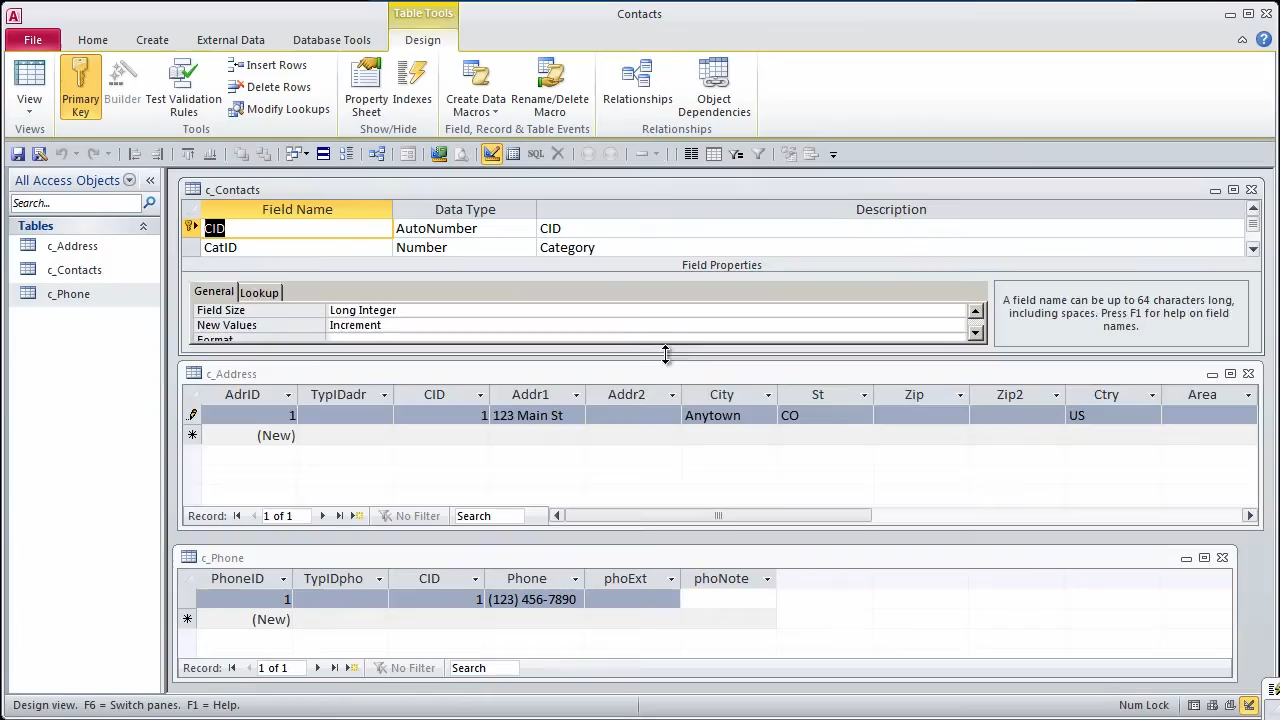 Table Tools
Contacts
File Home Create External Data Database Tools Design
View
Primary Key
Builder
Test Validation Rules
Insert Rows
Delete Rows
Modify Lookups
Property Sheet
Indexes
Create Data Macros
Rename/Delete Macro
Relationships
Object Dependencies
Views Tools Show/Hide Field, Record & Table Events Relationships
SQL
All Access Objects
Search...
Tables
c_Address
c_Contacts
c_Phone
c_Contacts
Field Name Data Type Description
CID AutoNumber CID
CatID Number Category
Field Properties
General Lookup
Field Size Long Integer
New Values Increment
Format
A field name can be up to 64 characters long,
including spaces. Press F1 for help on field
names.
c_Address
AdrID TypIDadr CID Addr1 Addr2 City St Zip Zip2 Ctry Area
1 1 123 Main St Anytown CO US
(New)
Record: 1 of 1 No Filter Search
c_Phone
PhoneID TypIDpho CID Phone phoExt phoNote
1 1 (123) 456-7890
(New)
Record: 1 of 1 No Filter Search
Design view. F6 = Switch panes. F1 = Help. Num Lock